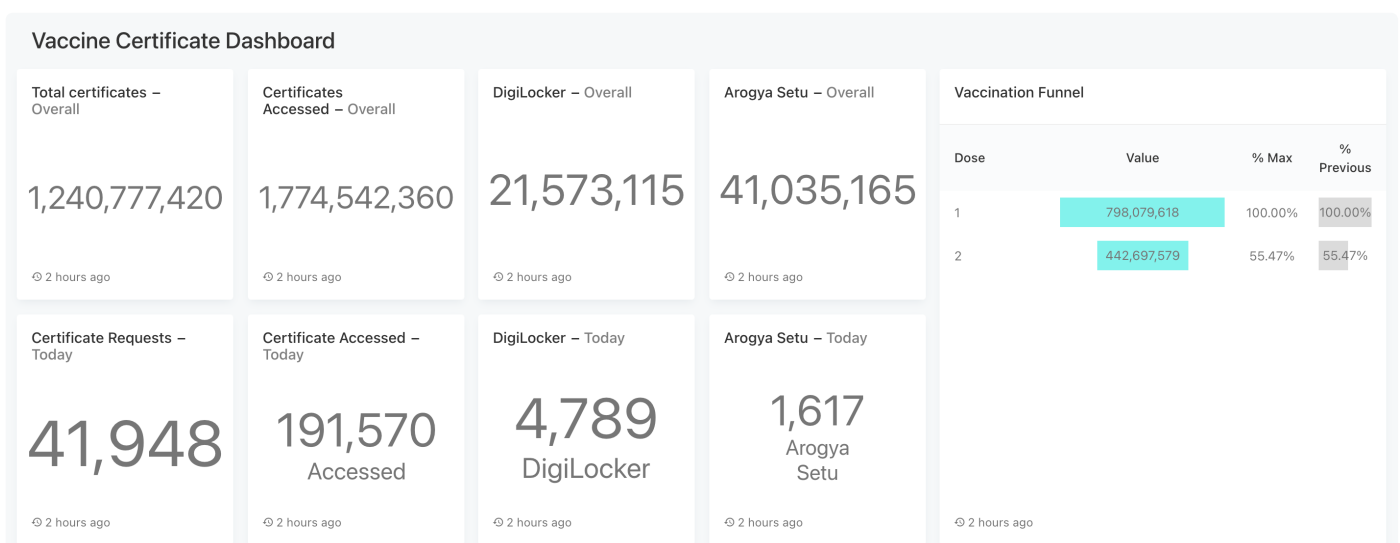 Vaccine Certificate Dashboard
Total certificates –
Overall
1,240,777,420
2 hours ago
Certificates
Accessed – Overall
1,774,542,360
2 hours ago
DigiLocker – Overall
21,573,115
2 hours ago
Arogya Setu – Overall
41,035,165
2 hours ago
Vaccination Funnel
Dose Value % Max % Previous
1 798,079,618 100.00% 100.00%
2 442,697,579 55.47% 55.47%
2 hours ago
Certificate Requests –
Today
41,948
2 hours ago
Certificate Accessed –
Today
191,570
Accessed
2 hours ago
DigiLocker – Today
4,789
DigiLocker
2 hours ago
Arogya Setu – Today
1,617
Arogya
Setu
2 hours ago